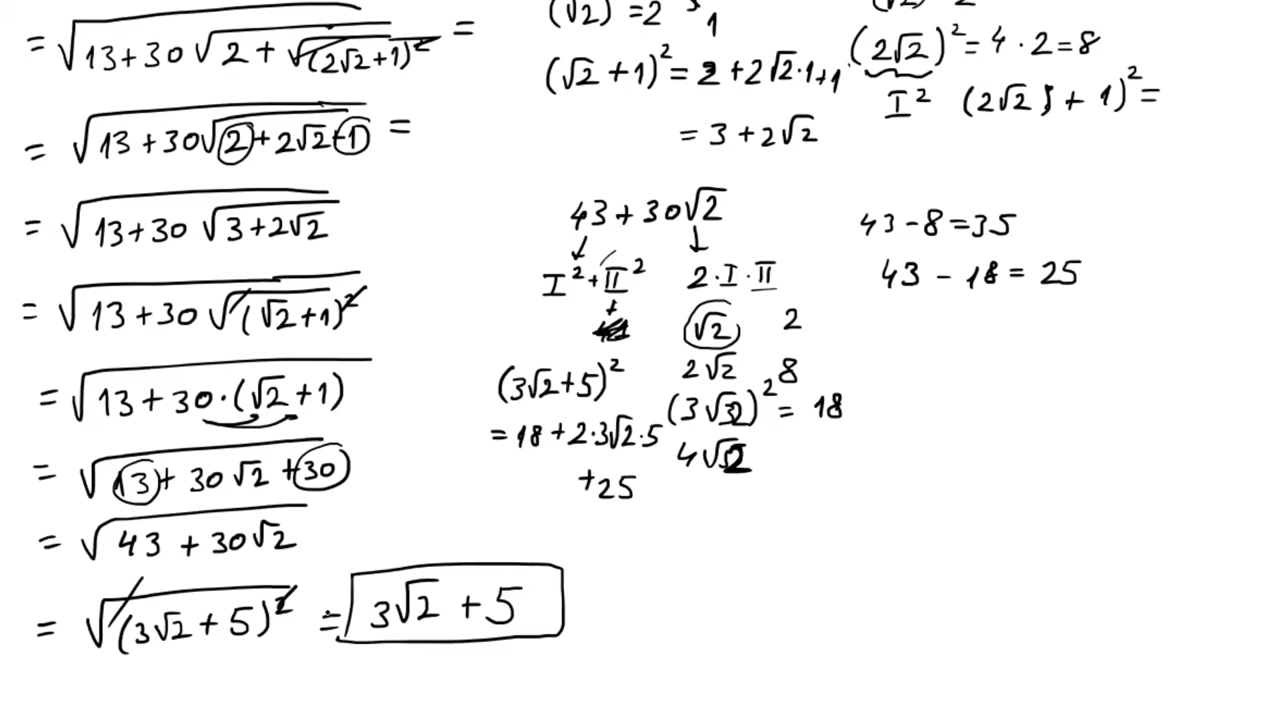 = √(13+30√(2+√((2√2+1)²))) =
= √(13+30√(2+2√2+1)) =
= √(13+30√(3+2√2))
= √(13+30√((√2+1)²))
= √(13+30·(√2+1))
= √(13+30√2+30)
= √(43+30√2)
= √((3√2+5)²) = 3√2+5
(√2) = 2
1
(√2+1)² = 2+2√2·1+1
= 3+2√2
(2√2)² = 4·2=8
I² (2√2 + 1)² =
43+30√2
↓ ↓
I²+II² 2·I·II
√2 2
2√2 8
(3√2)² = 18
4√2
(3√2+5)²
= 18+2·3√2·5
+25
43-8=35
43-18=25